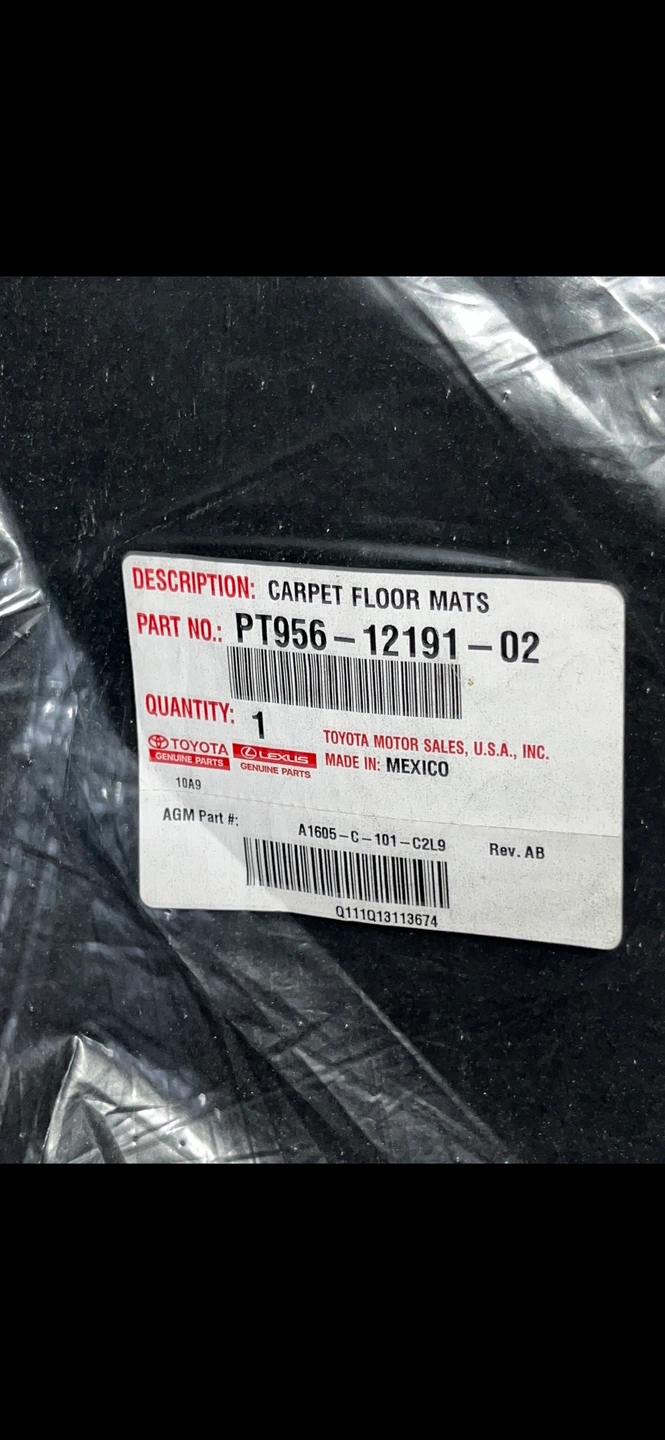 DESCRIPTION: CARPET FLOOR MATS
PART NO.: PT956-12191-02
QUANTITY: 1
TOYOTA
GENUINE PARTS
LEXUS
GENUINE PARTS
TOYOTA MOTOR SALES, U.S.A., INC.
MADE IN: MEXICO
10A9
AGM Part #:
A1605-C-101-C2L9
Rev. AB
Q111Q13113674